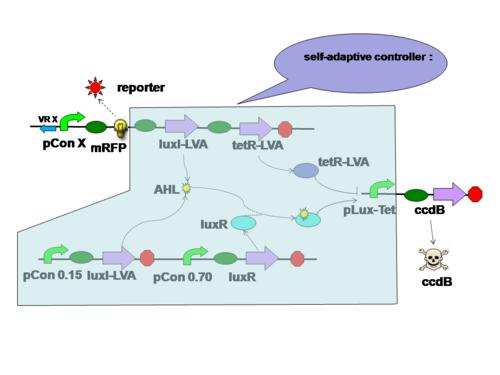 self-adaptive controller :
reporter
VR X
pCon X
mRFP
luxI-LVA
tetR-LVA
tetR-LVA
AHL
luxR
pLux-Tet
ccdB
pCon 0.15
luxI-LVA
pCon 0.70
luxR
ccdB